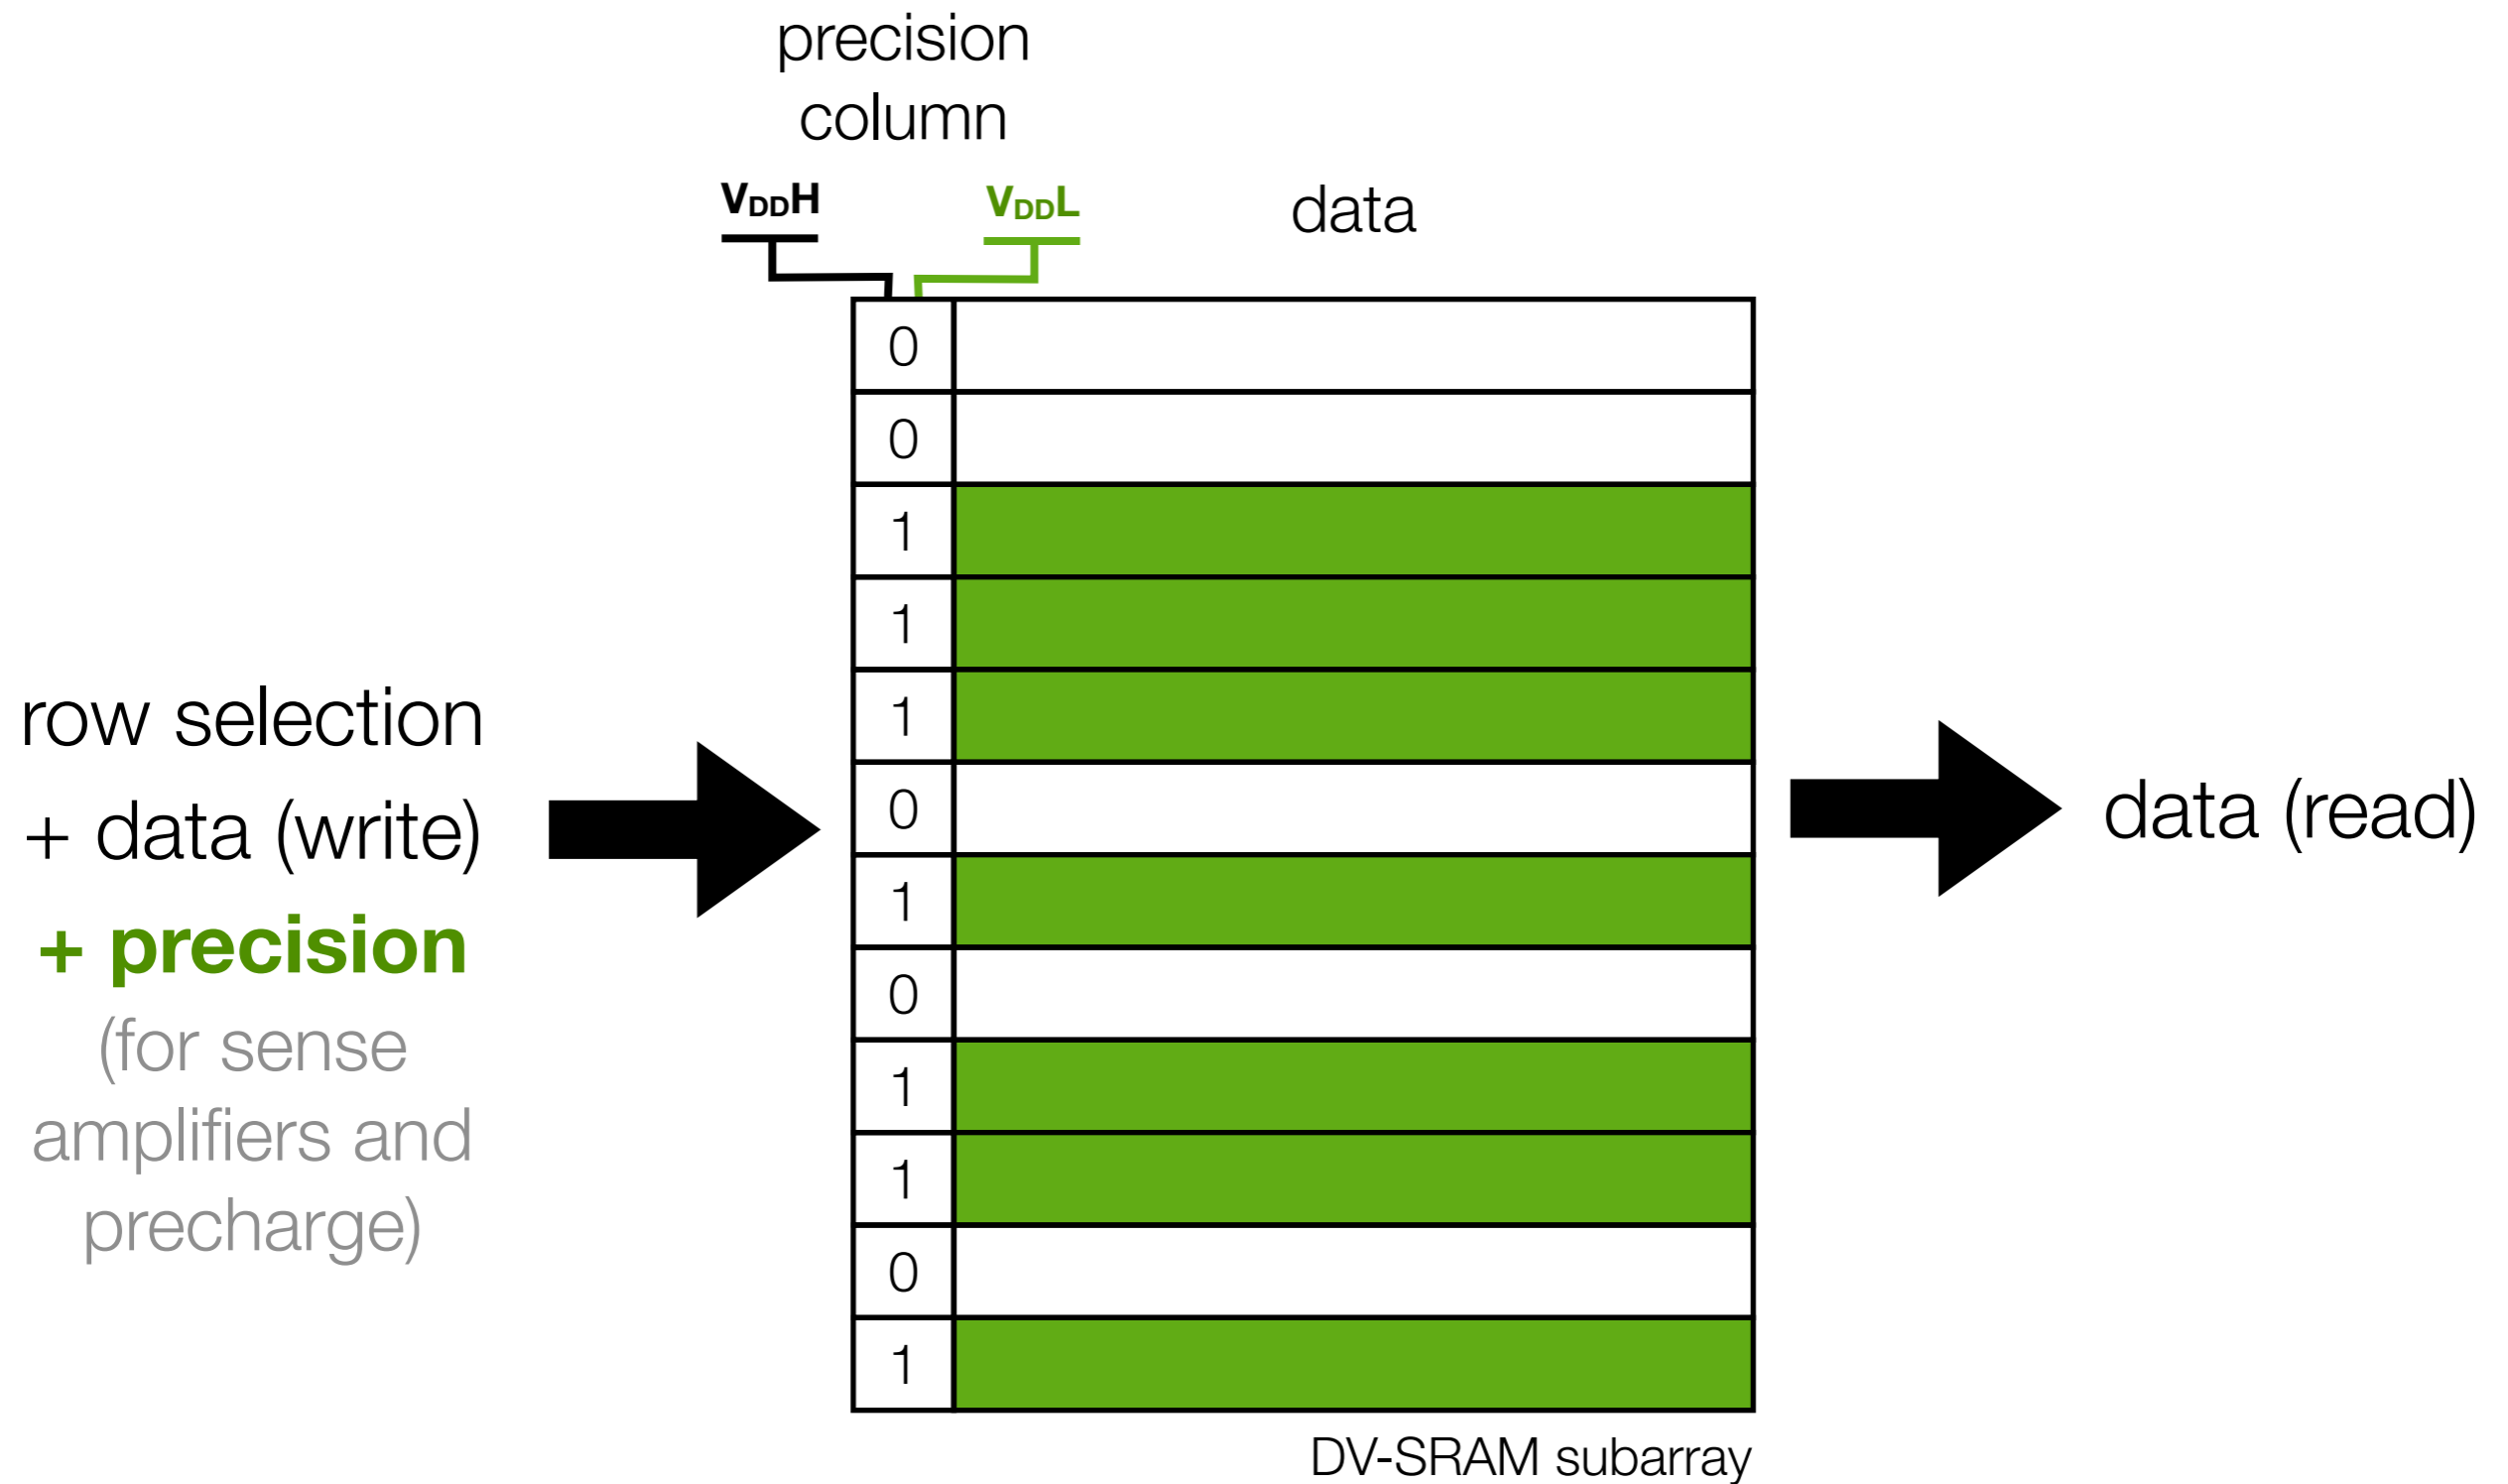 precision
column
VDDH
VDDL
data
0
0
1
1
1
0
1
0
1
1
0
1
row selection
+ data (write)
+ precision
(for sense
amplifiers and
precharge)
data (read)
DV-SRAM subarray